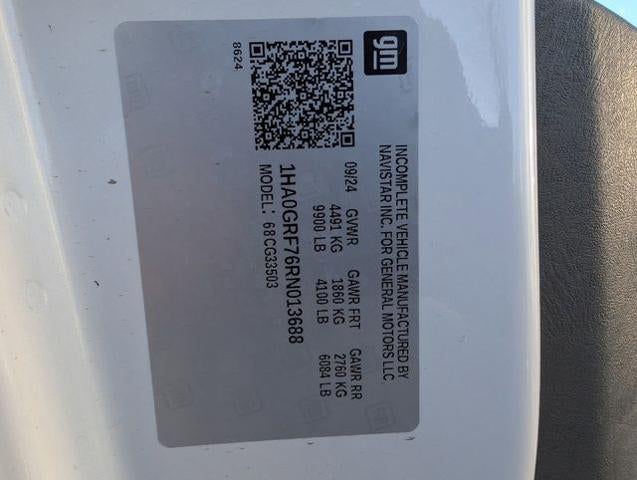 gm
INCOMPLETE VEHICLE MANUFACTURED BY
NAVISTAR INC. FOR GENERAL MOTORS LLC
09/24 GVWR GAWR FRT GAWR RR
4491 KG 1860 KG 2760 KG
9900 LB 4100 LB 6084 LB
1HA0GRF76RN013688
MODEL: 68CG33503
8624